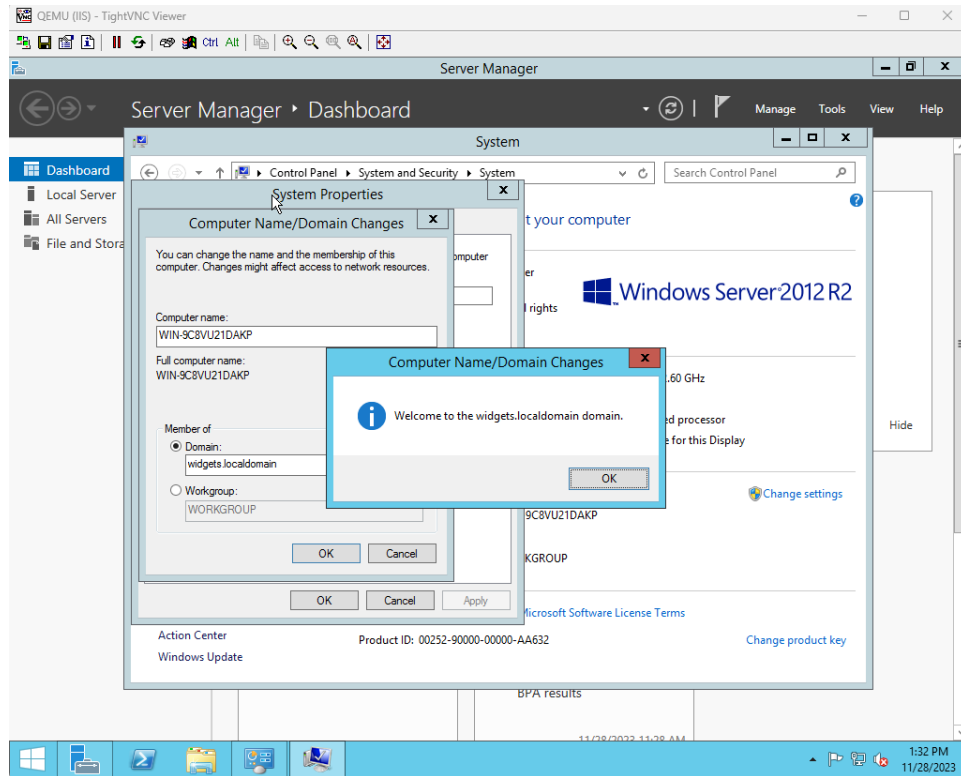 QEMU (IIS) - TightVNC Viewer
Ctrl Alt
Server Manager
Server Manager • Dashboard
Manage Tools View Help
System
Dashboard
Local Server
All Servers
File and Stora
Control Panel System and Security System
Search Control Panel
System Properties
Computer Name/Domain Changes
You can change the name and the membership of this
computer. Changes might affect access to network resources.
Computer name:
WIN-9C8VU21DAKP
Full computer name:
WIN-9C8VU21DAKP
Member of
Domain:
widgets.localdomain
Workgroup:
WORKGROUP
OK Cancel
OK Cancel Apply
omputer
t your computer
er
l rights
Windows Server 2012 R2
Computer Name/Domain Changes
Welcome to the widgets.localdomain domain.
OK
.60 GHz
ed processor
e for this Display
Hide
Change settings
9C8VU21DAKP
KGROUP
Microsoft Software License Terms
Action Center
Windows Update
Product ID: 00252-90000-00000-AA632
Change product key
BPA results
11/28/2023 11:28 AM
1:32 PM
11/28/2023